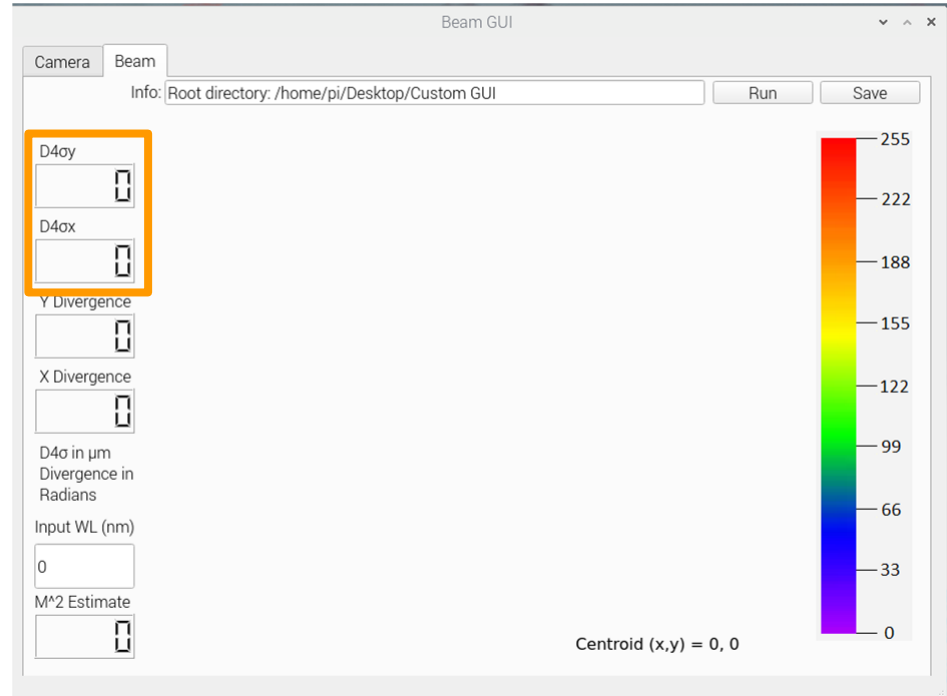 Beam GUI
Camera Beam
Info: Root directory: /home/pi/Desktop/Custom GUI Run Save
D4σy
0
D4σx
0
Y Divergence
0
X Divergence
0
D4σ in μm
Divergence in
Radians
Input WL (nm)
0
M^2 Estimate
0
255
222
188
155
122
99
66
33
0
Centroid (x,y) = 0, 0